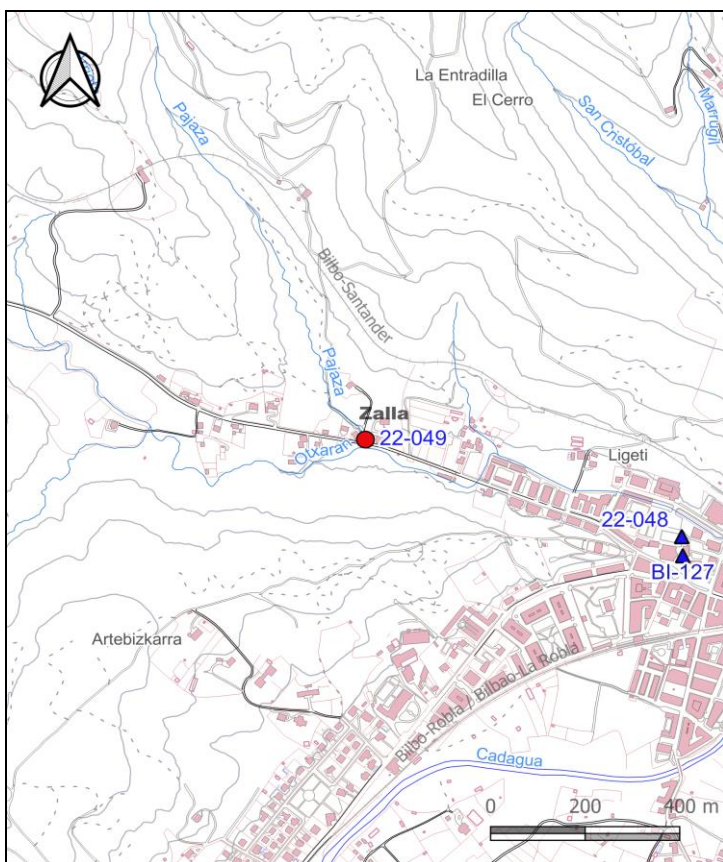 La Entradilla
El Cerro
Pajaza
San Cristóbal
Marrugil
Bilbo-Santander
Pajaza
Zalla
22-049
Otxaran
Ligeti
22-048
BI-127
Artebizkarra
Bilbo-Robla / Bilbao-La Robla
Cadagua
0 200 400 m